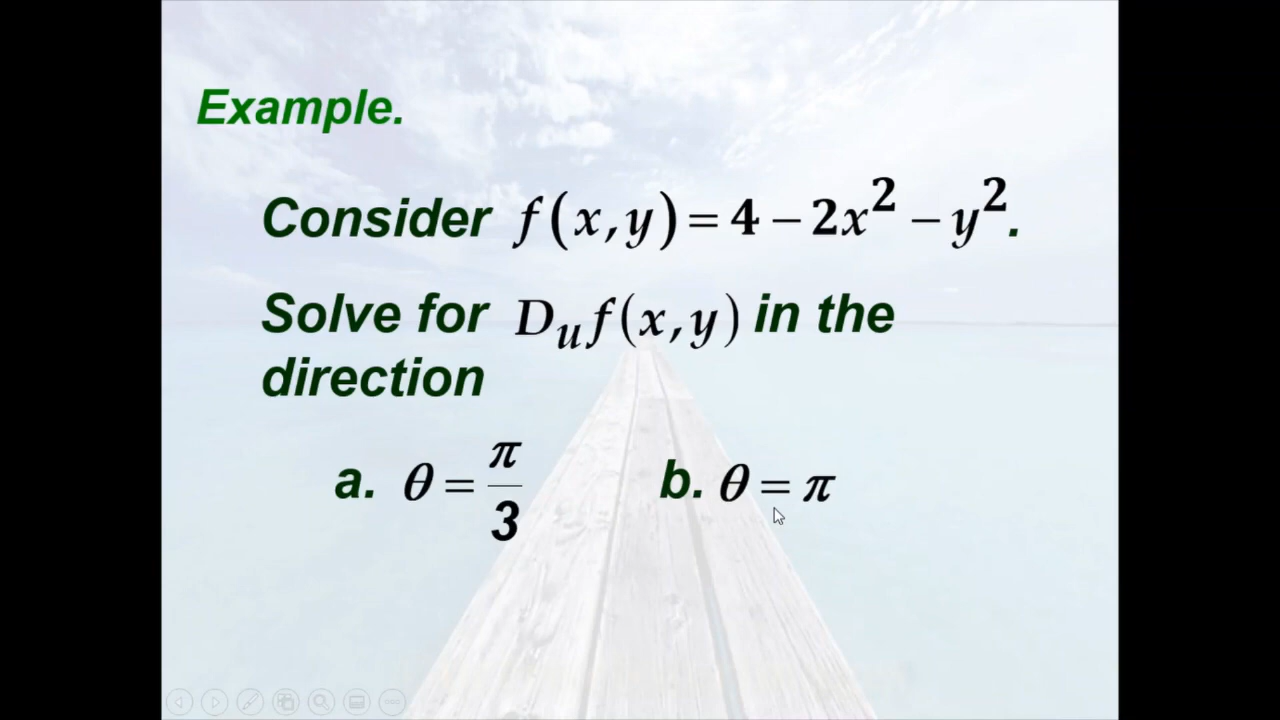 Example.
Consider f(x,y)=4−2x²−y².
Solve for D_u f(x,y) in the
direction
a. θ=π/3 b. θ=π